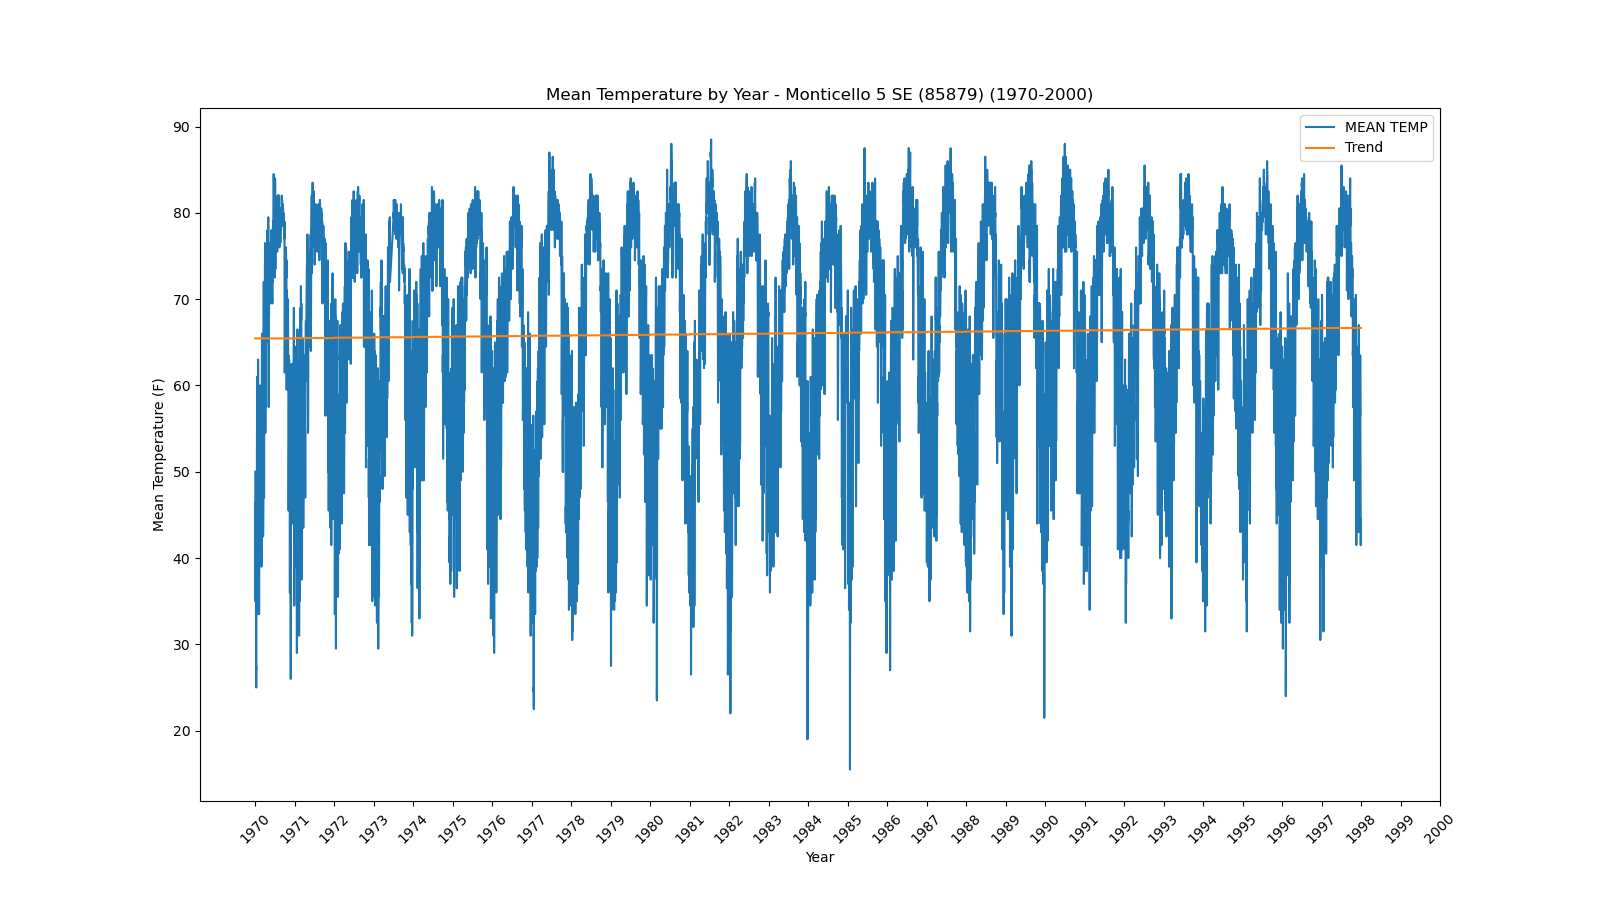 Mean Temperature by Year - Monticello 5 SE (85879) (1970-2000)
MEAN TEMP
Trend
90
80
70
60
50
40
30
20
Mean Temperature (F)
1970 1971 1972 1973 1974 1975 1976 1977 1978 1979 1980 1981 1982 1983 1984 1985 1986 1987 1988 1989 1990 1991 1992 1993 1994 1995 1996 1997 1998 1999 2000
Year